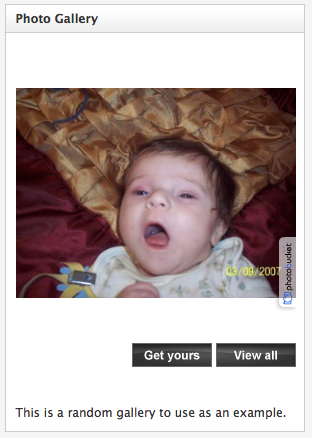 Photo Gallery
03/09/2007
photobucket
Get yours
View all
This is a random gallery to use as an example.